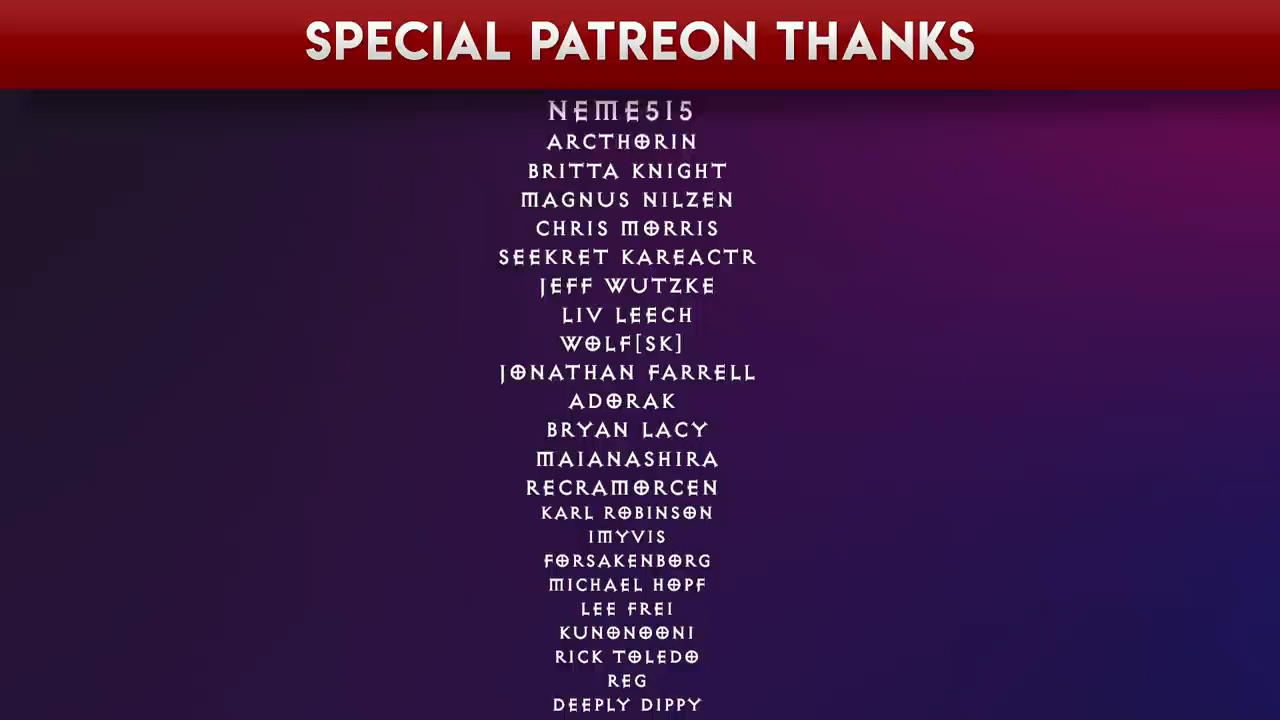 SPECIAL PATREON THANKS
NEME5I5
ARCTHORIN
BRITTA KNIGHT
MAGNUS NILZEN
CHRIS MORRIS
SEEKRET KAREACTR
JEFF WUTZKE
LIV LEECH
WOLF[SK]
JONATHAN FARRELL
ADORAK
BRYAN LACY
MAIANASHIRA
RECRAMORCEN
KARL ROBINSON
IMYVIS
FORSAKENBORG
MICHAEL HOPF
LEE FREI
KUNONOONI
RICK TOLEDO
REG
DEEPLY DIPPY